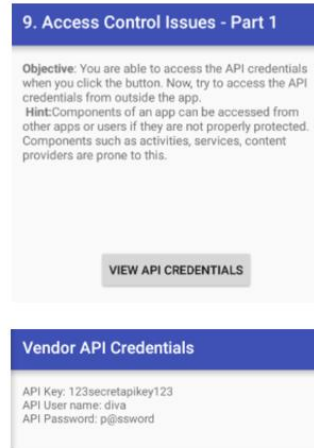 9. Access Control Issues - Part 1
Objective: You are able to access the API credentials
when you click the button. Now, try to access the API
credentials from outside the app.
Hint:Components of an app can be accessed from
other apps or users if they are not properly protected.
Components such as activities, services, content
providers are prone to this.
VIEW API CREDENTIALS
Vendor API Credentials
API Key: 123secretapikey123
API User name: diva
API Password: p@ssword